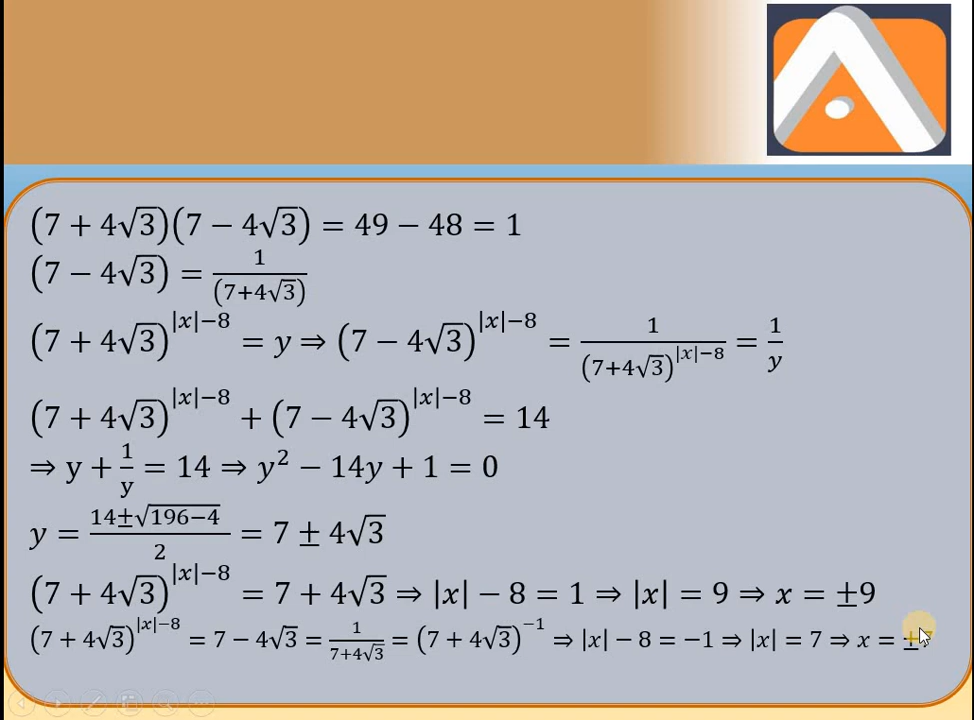 (7 + 4√3)(7 − 4√3) = 49 − 48 = 1
(7 − 4√3) = 1/(7+4√3)
(7 + 4√3)^{|x|−8} = y ⇒ (7 − 4√3)^{|x|−8} = 1/(7+4√3)^{|x|−8} = 1/y
(7 + 4√3)^{|x|−8} + (7 − 4√3)^{|x|−8} = 14
⇒ y + 1/y = 14 ⇒ y² − 14y + 1 = 0
y = (14±√(196−4))/2 = 7 ± 4√3
(7 + 4√3)^{|x|−8} = 7 + 4√3 ⇒ |x| − 8 = 1 ⇒ |x| = 9 ⇒ x = ±9
(7 + 4√3)^{|x|−8} = 7 − 4√3 = 1/(7+4√3) = (7 + 4√3)^{−1} ⇒ |x| − 8 = −1 ⇒ |x| = 7 ⇒ x = ±7